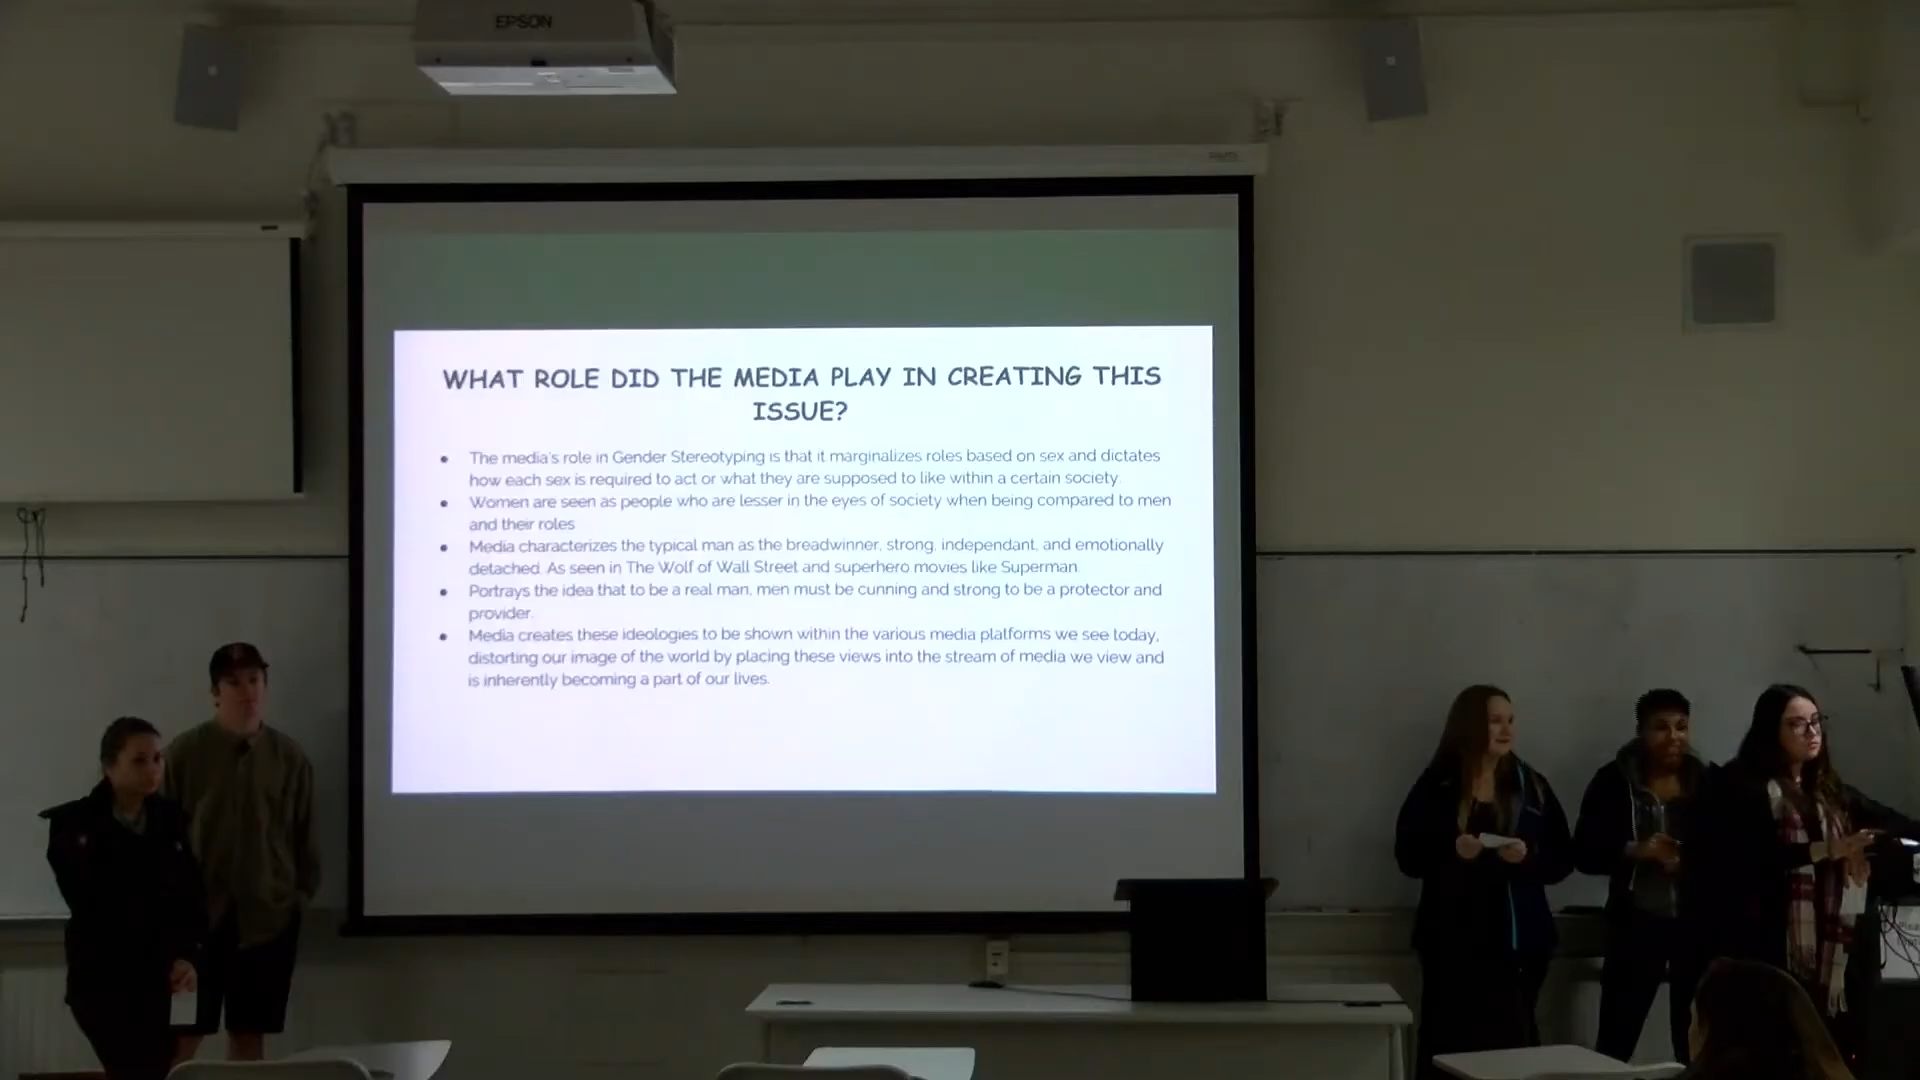 EPSON
WHAT ROLE DID THE MEDIA PLAY IN CREATING THIS
ISSUE?
The media's role in Gender Stereotyping is that it marginalizes roles based on sex and dictates
how each sex is required to act or what they are supposed to like within a certain society.
Women are seen as people who are lesser in the eyes of society when being compared to men
and their roles
Media characterizes the typical man as the breadwinner, strong, independant, and emotionally
detached. As seen in The Wolf of Wall Street and superhero movies like Superman.
Portrays the idea that to be a real man, men must be cunning and strong to be a protector and
provider.
Media creates these ideologies to be shown within the various media platforms we see today,
distorting our image of the world by placing these views into the stream of media we view and
is inherently becoming a part of our lives.